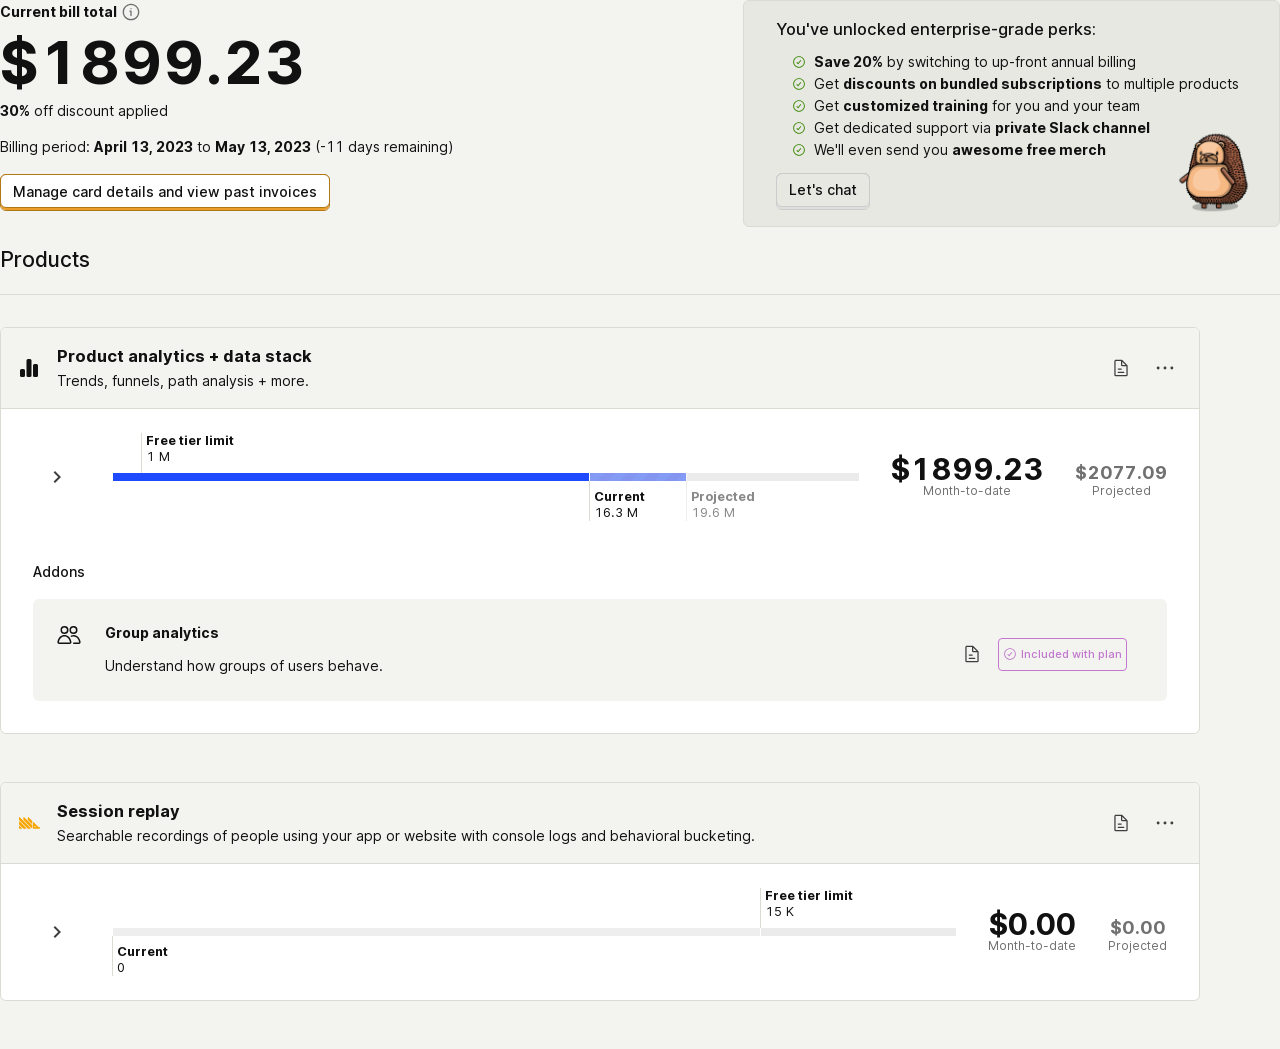 Current bill total
$1899.23
30% off discount applied
Billing period: April 13, 2023 to May 13, 2023 (-11 days remaining)
Manage card details and view past invoices
You've unlocked enterprise-grade perks:
Save 20% by switching to up-front annual billing
Get discounts on bundled subscriptions to multiple products
Get customized training for you and your team
Get dedicated support via private Slack channel
We'll even send you awesome free merch
Let's chat
Products
Product analytics + data stack
Trends, funnels, path analysis + more.
Free tier limit
1 M
Current
16.3 M
Projected
19.6 M
$1899.23
Month-to-date
$2077.09
Projected
Addons
Group analytics
Understand how groups of users behave.
Included with plan
Session replay
Searchable recordings of people using your app or website with console logs and behavioral bucketing.
Free tier limit
15 K
Current
0
$0.00
Month-to-date
$0.00
Projected